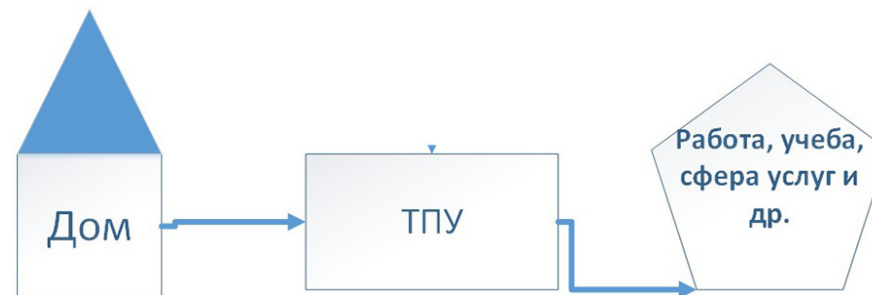 Дом
ТПУ
Работа, учеба,
сфера услуг и
др.